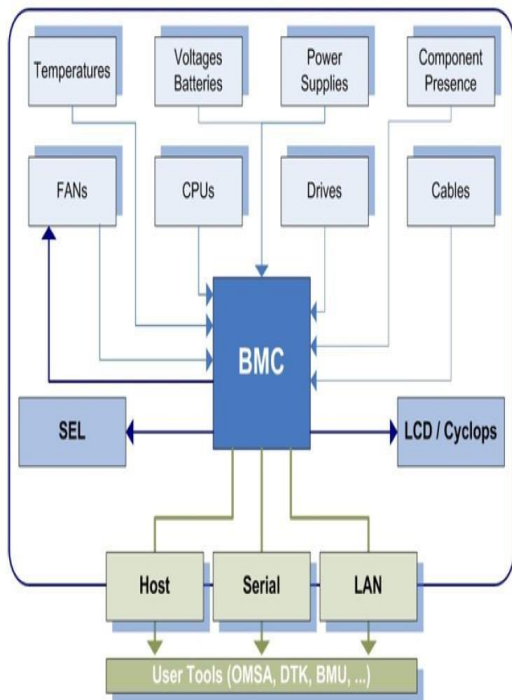 Temperatures
Voltages
Batteries
Power
Supplies
Component
Presence
FANs
CPUs
Drives
Cables
BMC
SEL
LCD / Cyclops
Host
Serial
LAN
User Tools (OMSA, DTK, BMU, ...)